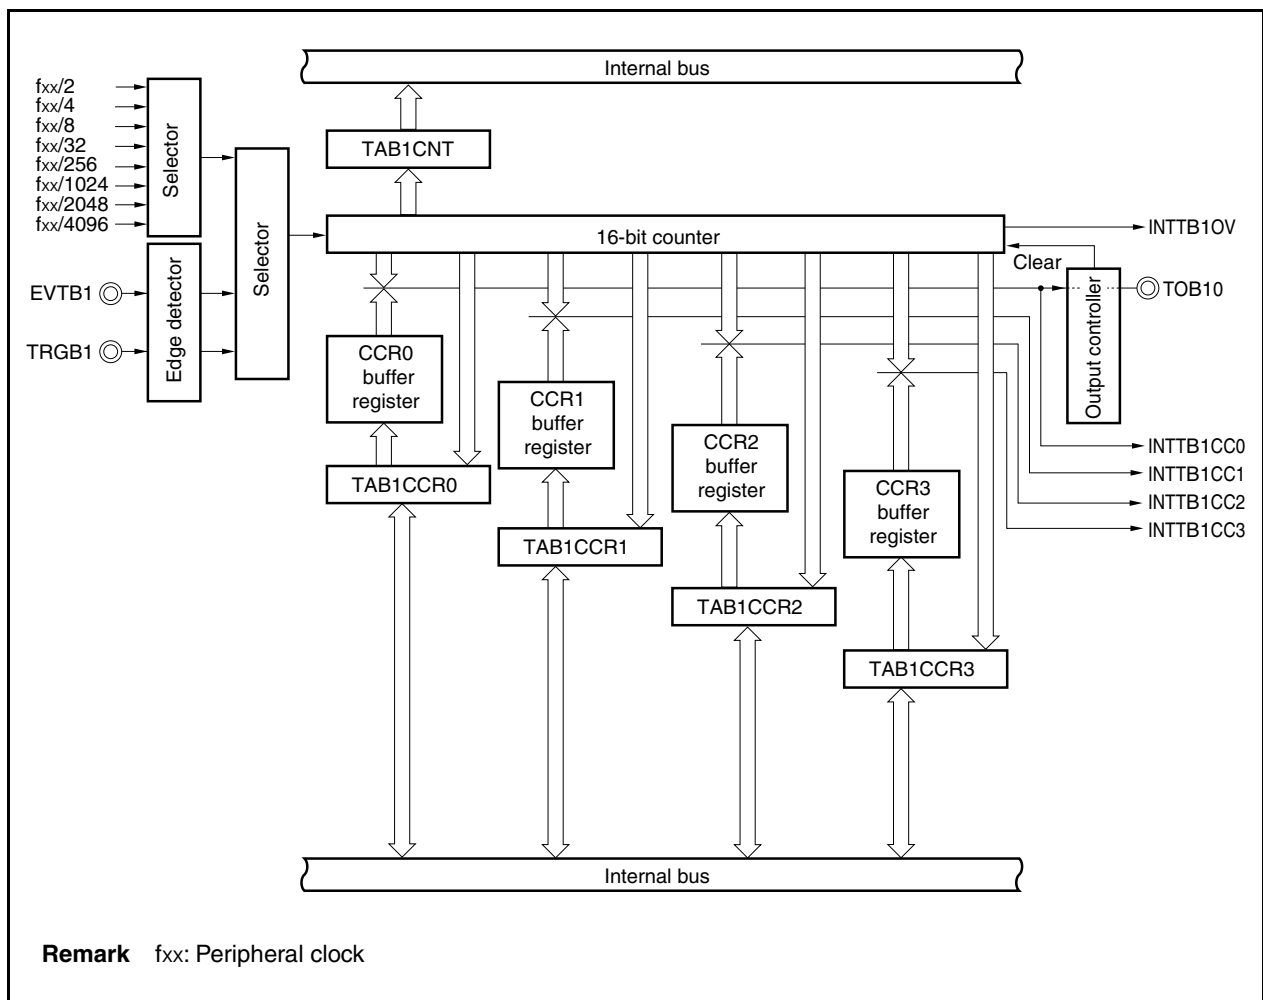 Internal bus
fxx/2
fxx/4
fxx/8
fxx/32
fxx/256
fxx/1024
fxx/2048
fxx/4096
Selector
Selector
TAB1CNT
16-bit counter
INTTB1OV
Clear
EVTB1
TRGB1
Edge detector
TOB10
Output controller
CCR0
buffer
register
CCR1
buffer
register
CCR2
buffer
register
CCR3
buffer
register
INTTB1CC0
INTTB1CC1
INTTB1CC2
INTTB1CC3
TAB1CCR0
TAB1CCR1
TAB1CCR2
TAB1CCR3
Internal bus
Remark fxx: Peripheral clock